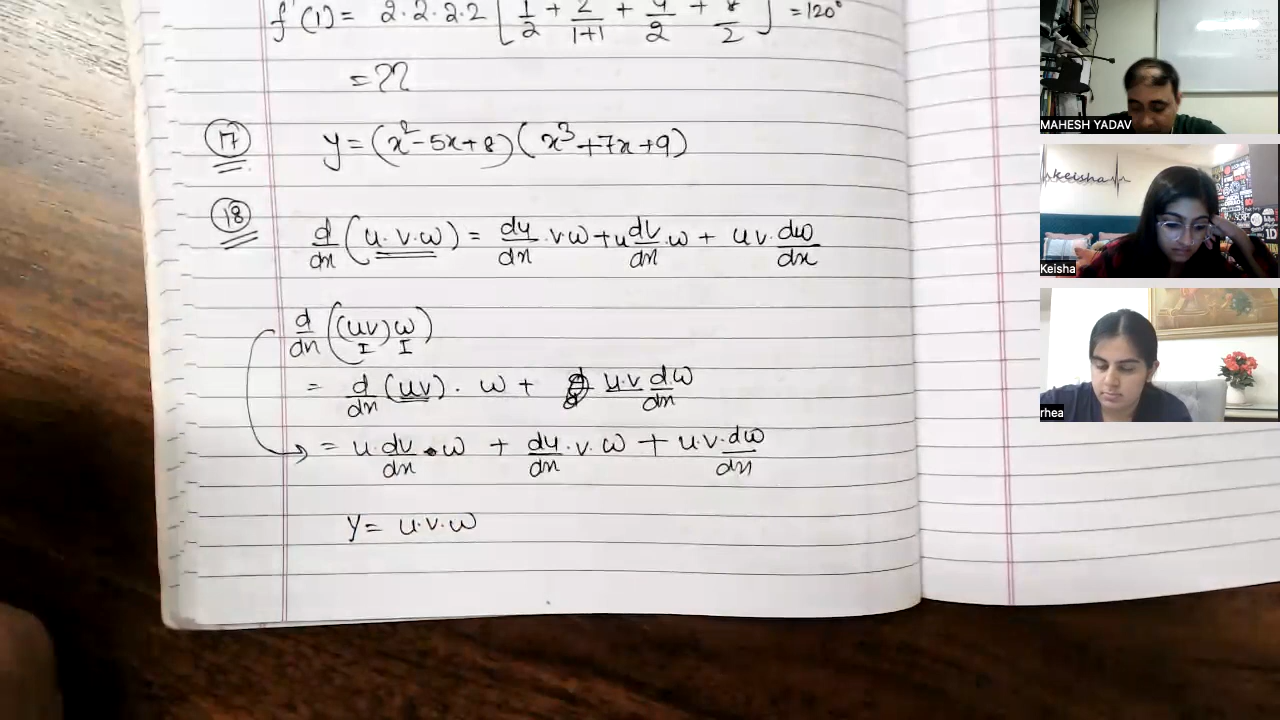 f'(1) = 2·2·2·2 [ 1/2 + 2/1+1 + 4/2 + 8/2 ] = 120
= ??
17 y = (x² - 5x + 8)(x³ + 7x + 9)
18 d/dx (u·v·w) = du/dx · vw + u dv/dx · w + uv · dw/dx
d/dx ((uv) w)
I I
= d/dx (uv) · w + u·v dw/dx
= u · dv/dx · w + du/dx · v · w + u·v · dw/dx
y = u·v·w
MAHESH YADAV
keisha
Keisha
rhea